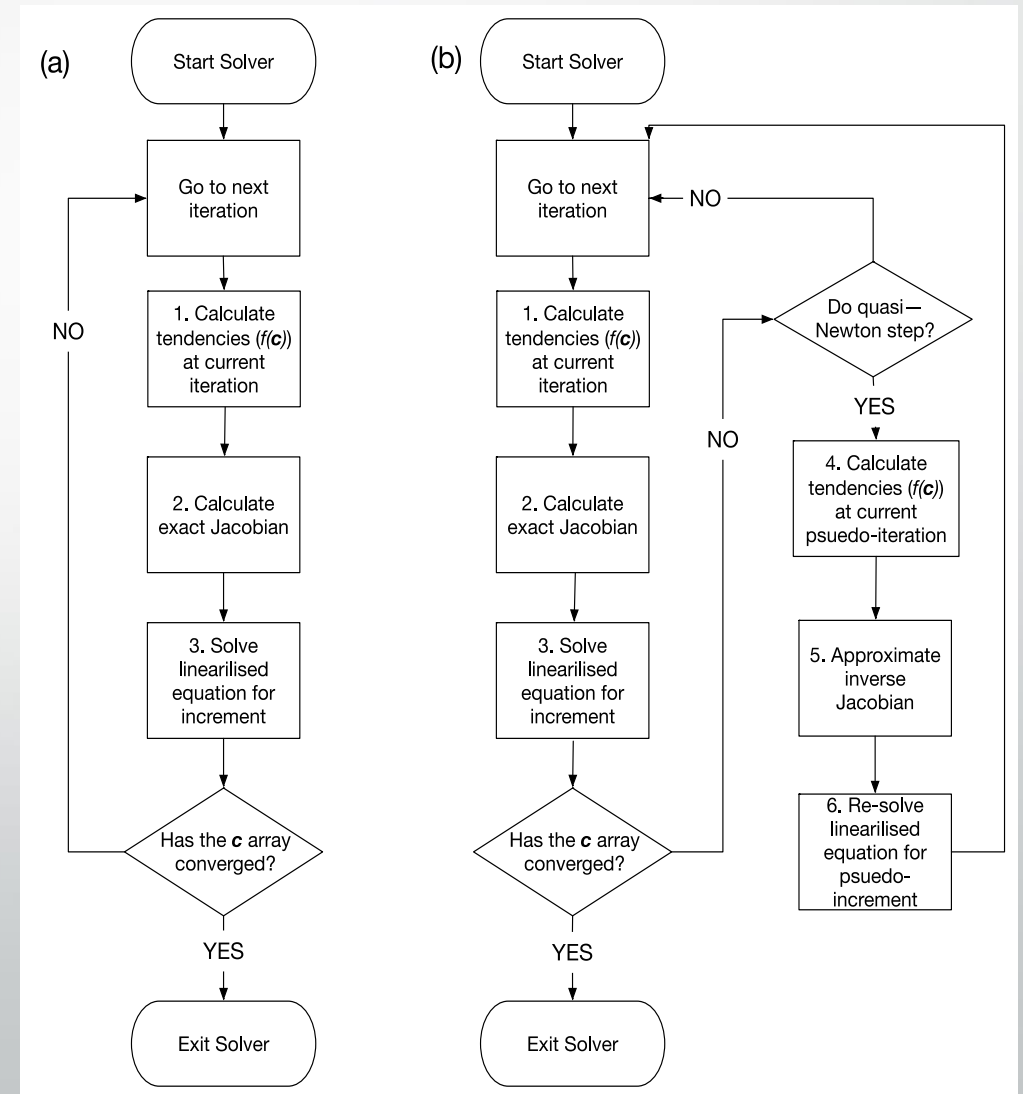 (a)
Start Solver
Go to next
iteration
1. Calculate
tendencies (f(c))
at current
iteration
NO
2. Calculate
exact Jacobian
3. Solve
linearilised
equation for
increment
Has the c array
converged?
YES
Exit Solver
(b)
Start Solver
Go to next
iteration
NO
1. Calculate
tendencies (f(c))
at current
iteration
2. Calculate
exact Jacobian
3. Solve
linearilised
equation for
increment
Has the c array
converged?
NO
YES
Exit Solver
Do quasi—
Newton step?
YES
4. Calculate
tendencies (f(c))
at current
psuedo-iteration
5. Approximate
inverse
Jacobian
6. Re-solve
linearilised
equation for
psuedo-
increment